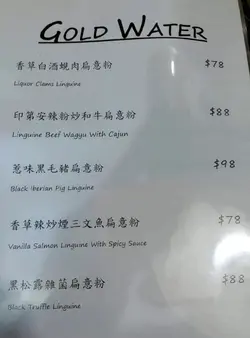 GOLD WATER
香草白酒蜆肉扁意粉 $78
Liquor Clams Linguine
印第安辣粉炒和牛扁意粉 $88
Linguine Beef Wagyu With Cajun
蔥味黑毛豬扁意粉 $98
Black Iberian Pig Linguine
香草辣炒煙三文魚扁意粉 $78
Vanilla Salmon Linguine With Spicy Sauce
黑松露雜菌扁意粉 $88
Black Truffle Linguine